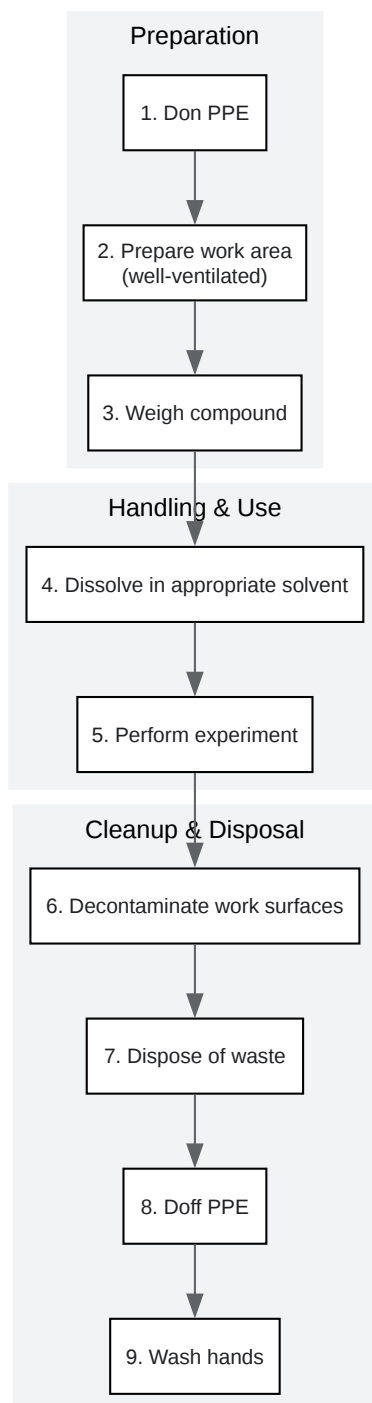 Preparation
1. Don PPE
2. Prepare work area
(well-ventilated)
3. Weigh compound
Handling & Use
4. Dissolve in appropriate solvent
5. Perform experiment
Cleanup & Disposal
6. Decontaminate work surfaces
7. Dispose of waste
8. Doff PPE
9. Wash hands